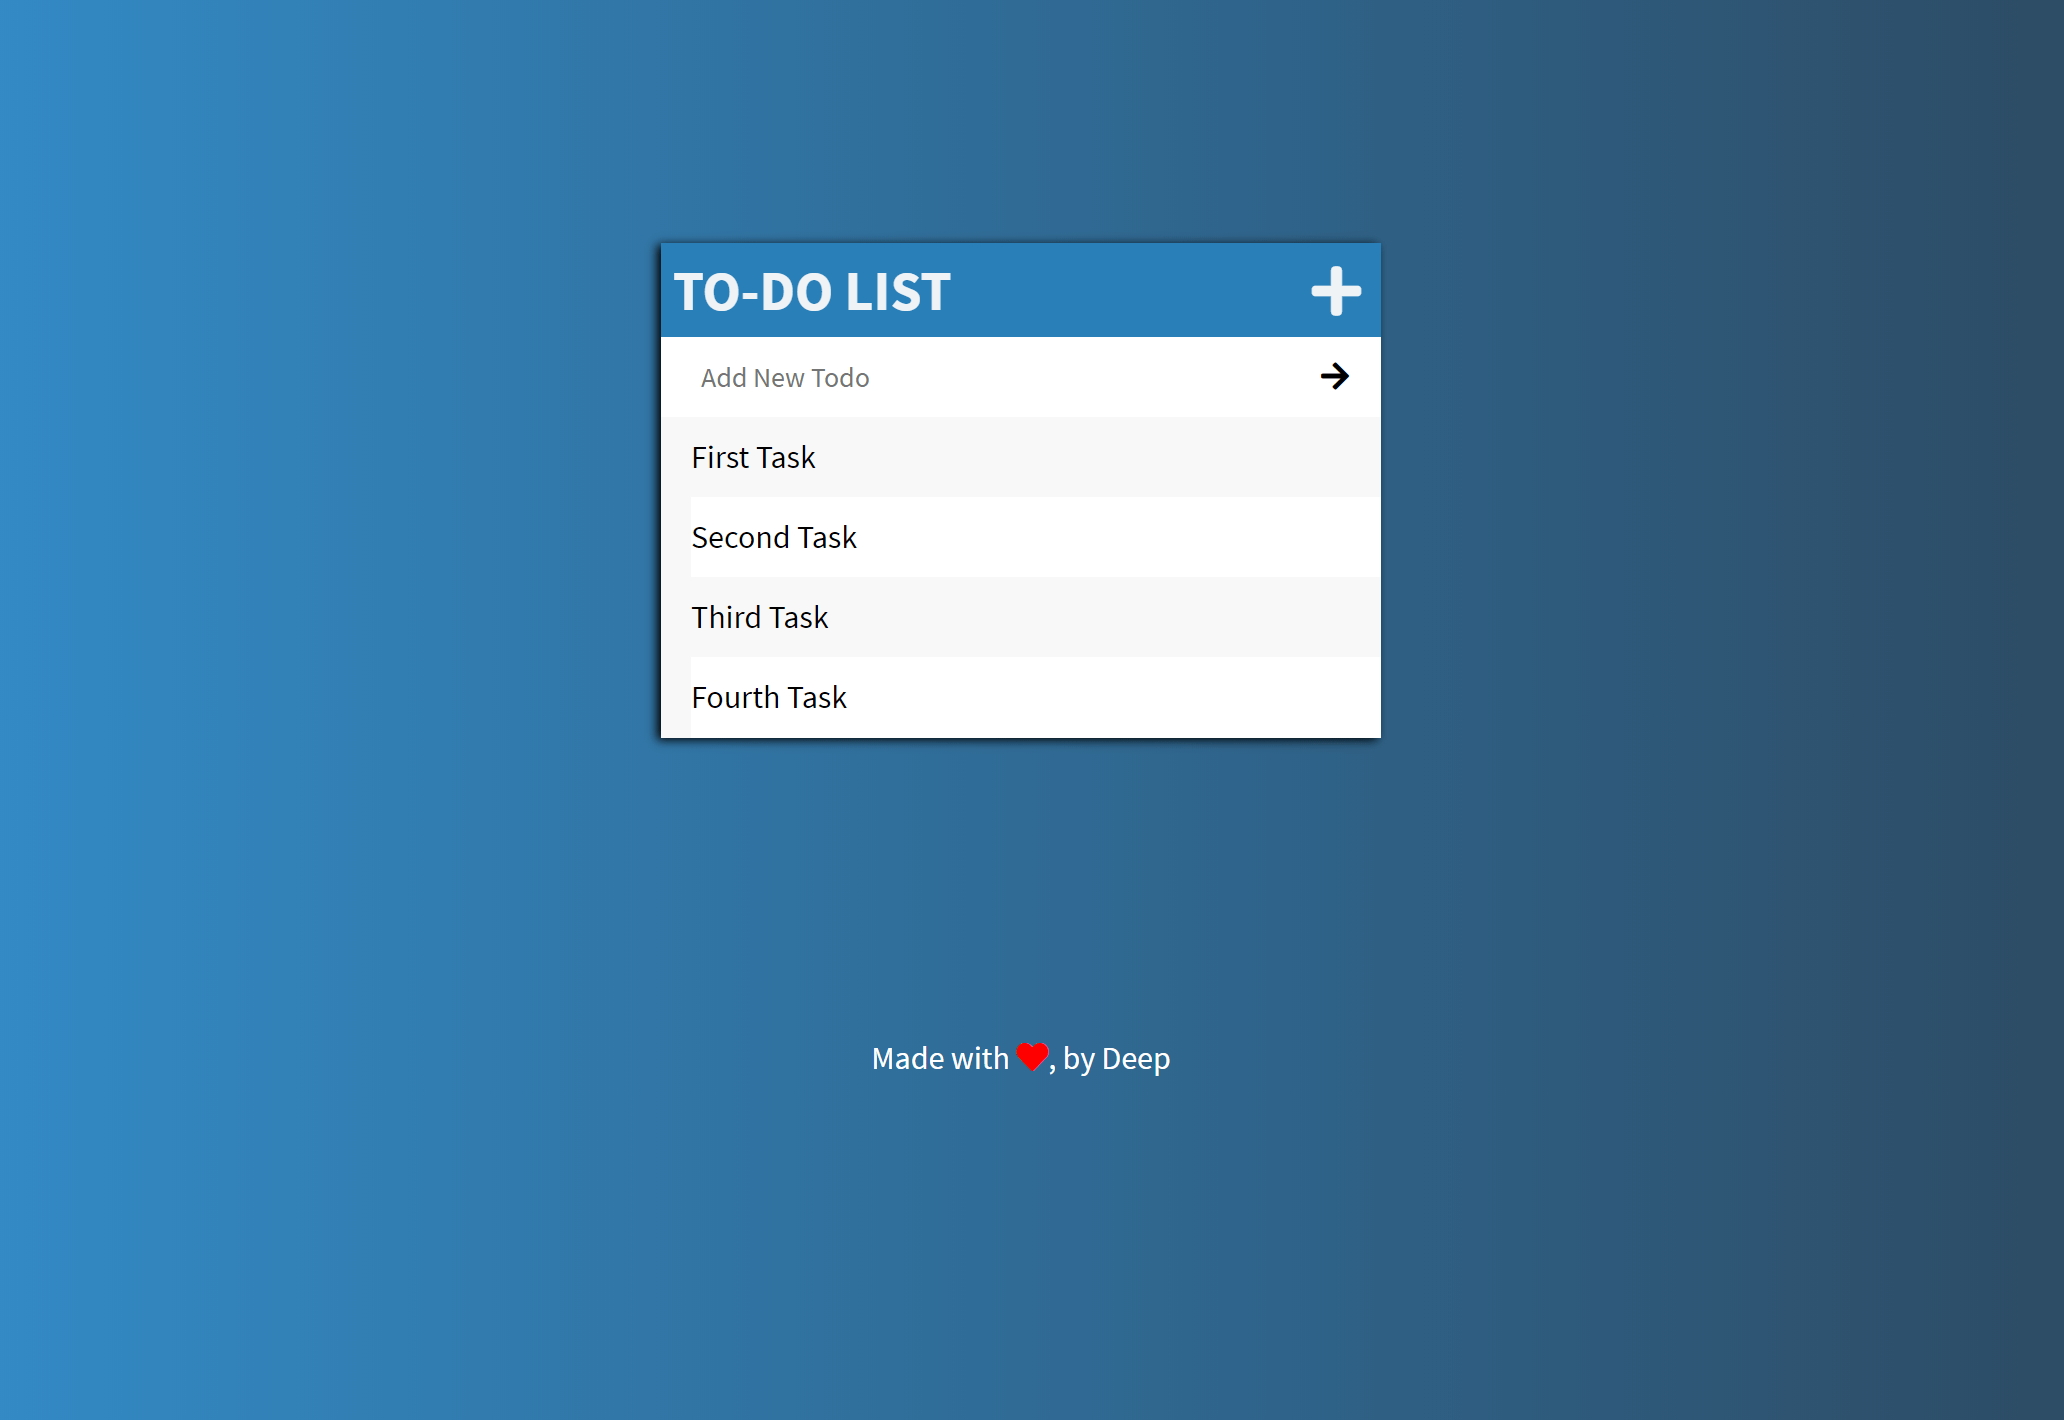 TO-DO LIST
Add New Todo
First Task
Second Task
Third Task
Fourth Task
Made with ❤, by Deep